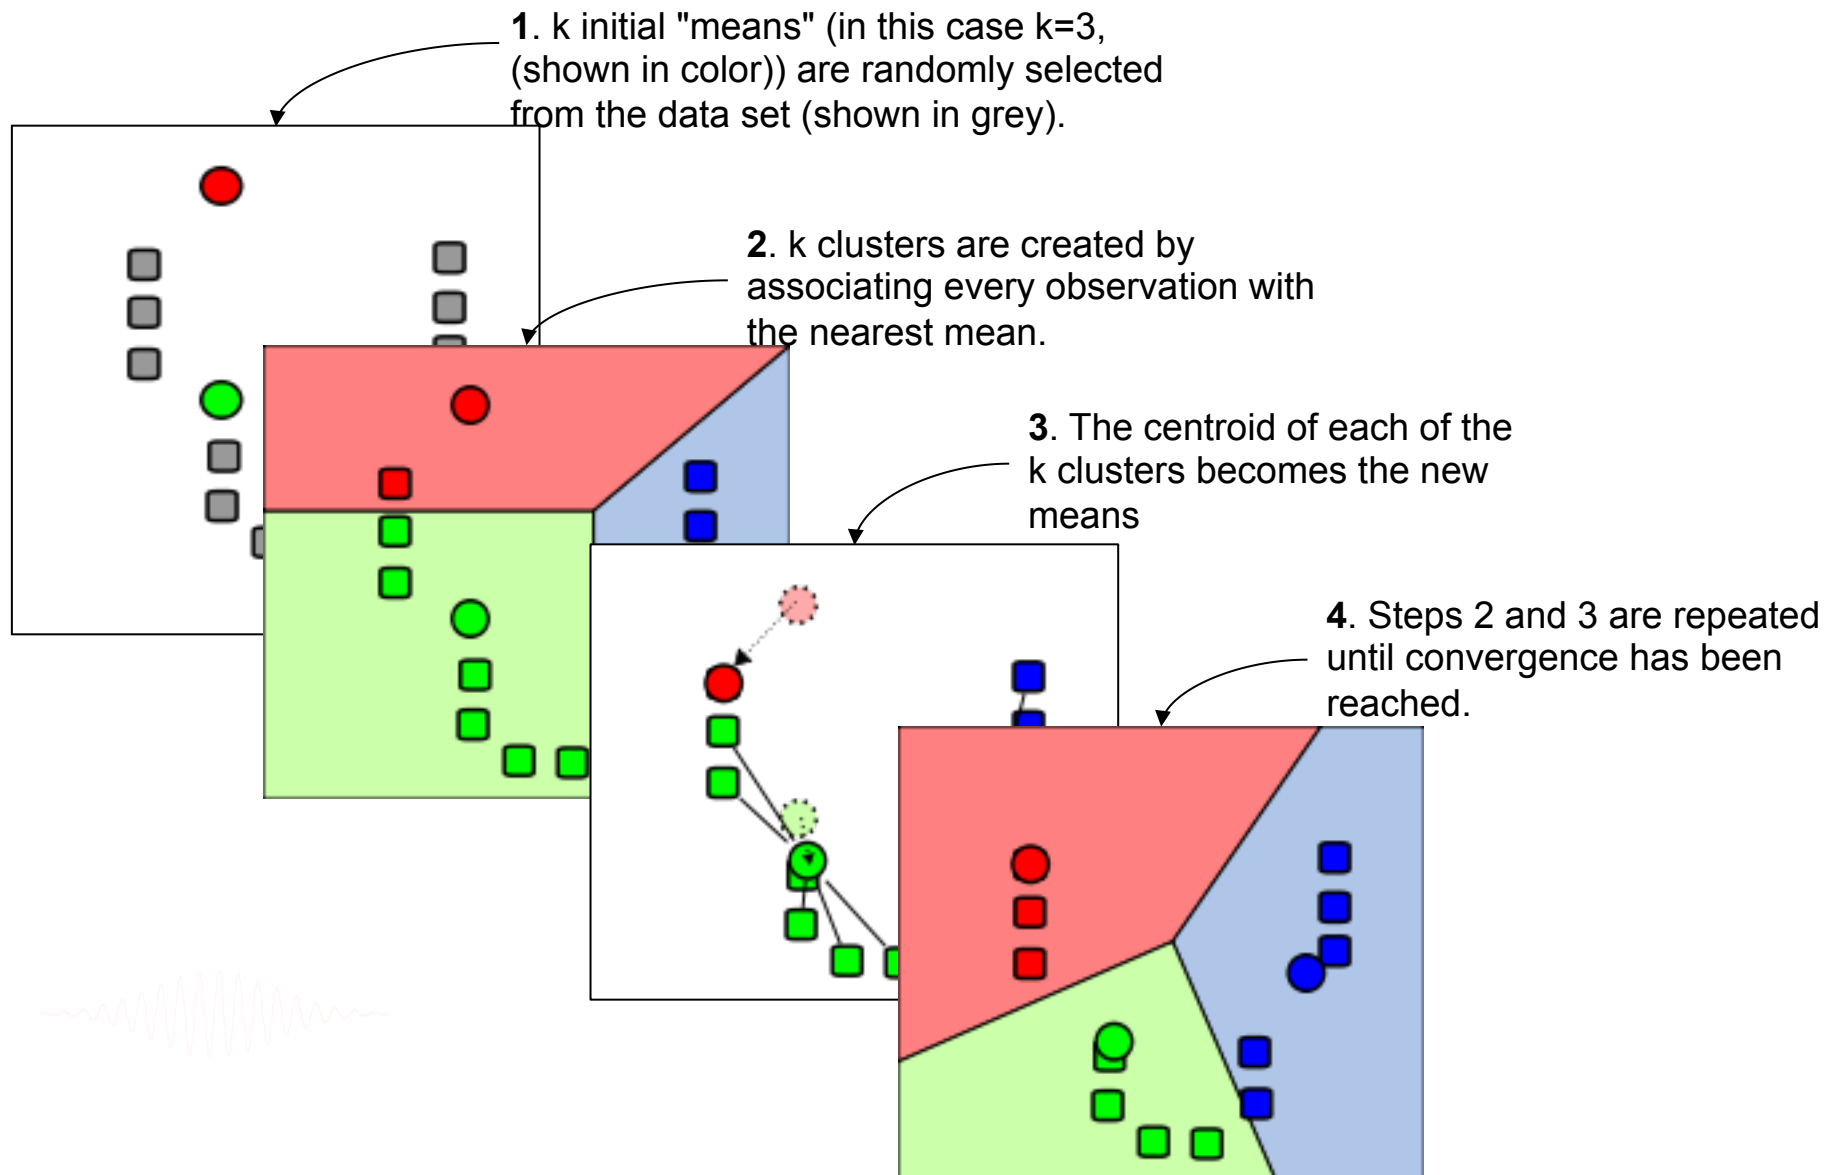 1. k initial "means" (in this case k=3,
(shown in color)) are randomly selected
from the data set (shown in grey).
2. k clusters are created by
associating every observation with
the nearest mean.
3. The centroid of each of the
k clusters becomes the new
means
4. Steps 2 and 3 are repeated
until convergence has been
reached.